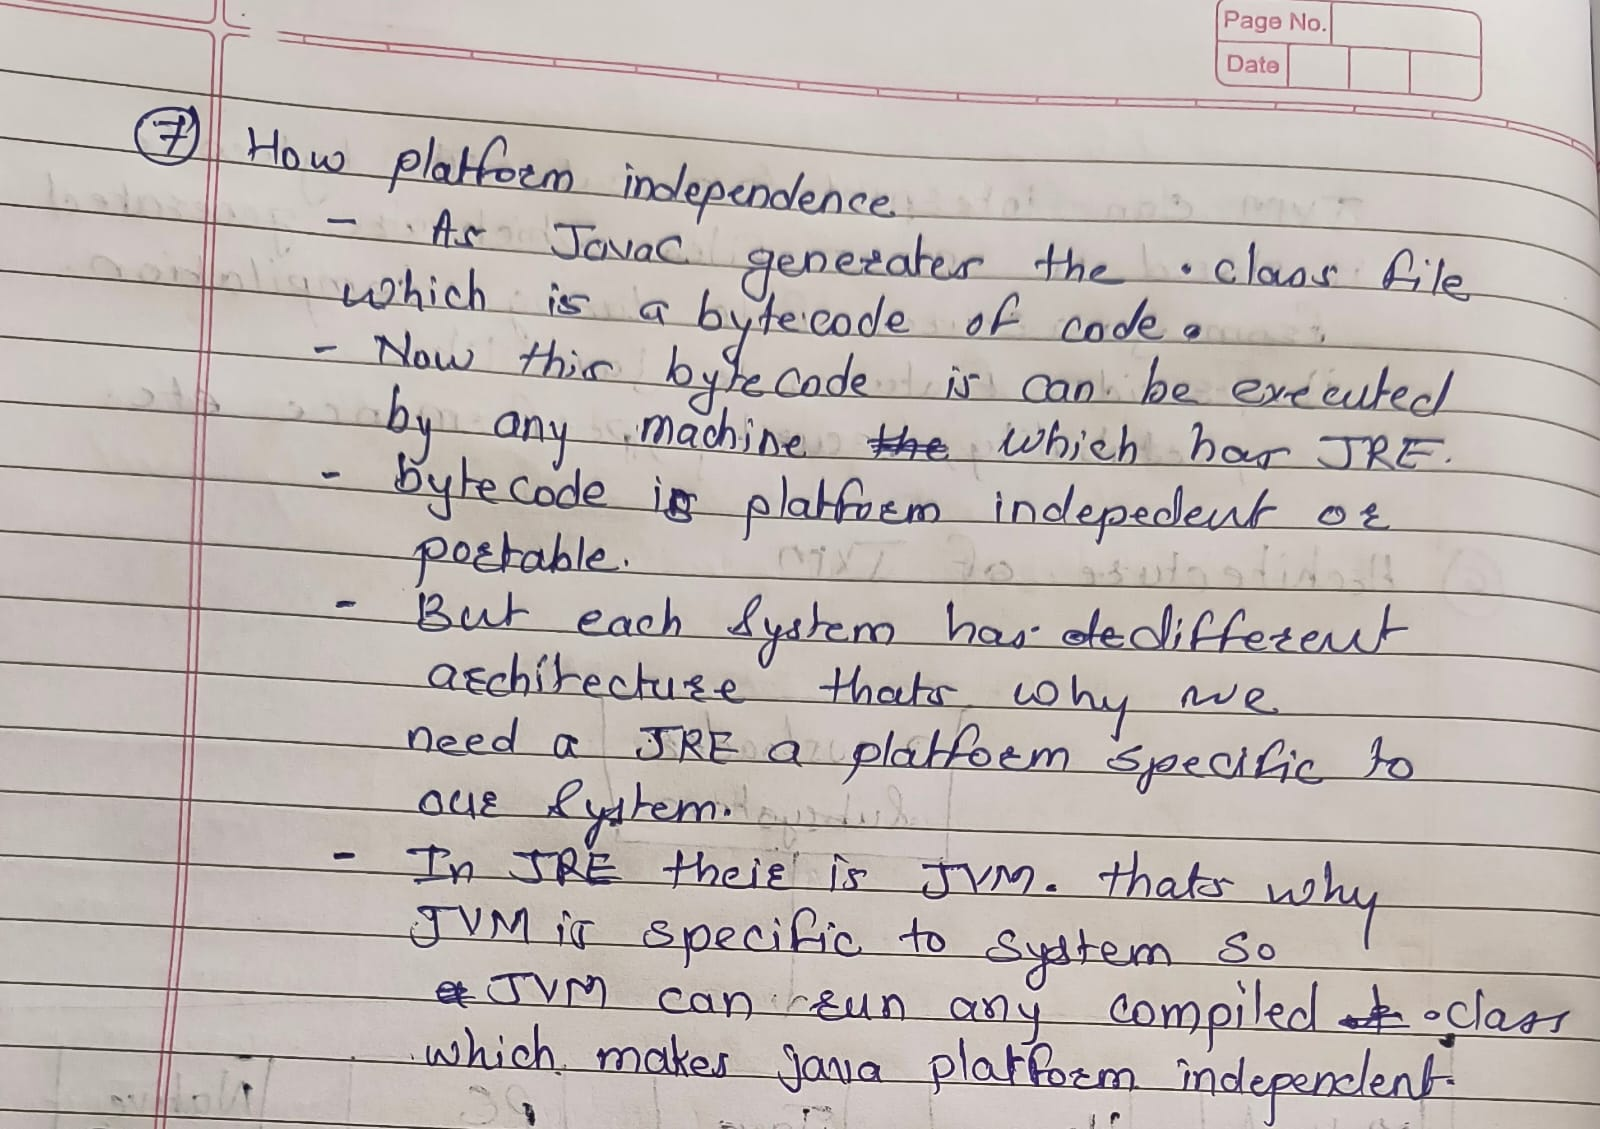 Page No.
Date
7 How platform independence
- As JavaC generates the .class file
which is a bytecode of code.
- Now this bytecode is can be executed
by any machine the which has JRE.
- bytecode is platform indepedent or
portable.
- But each system has de different
architecture thats why we
need a JRE a platform specific to
our system.
- In JRE their is JVM. thats why
JVM is specific to system so
JVM can run any compiled .class
which makes java platform independent.